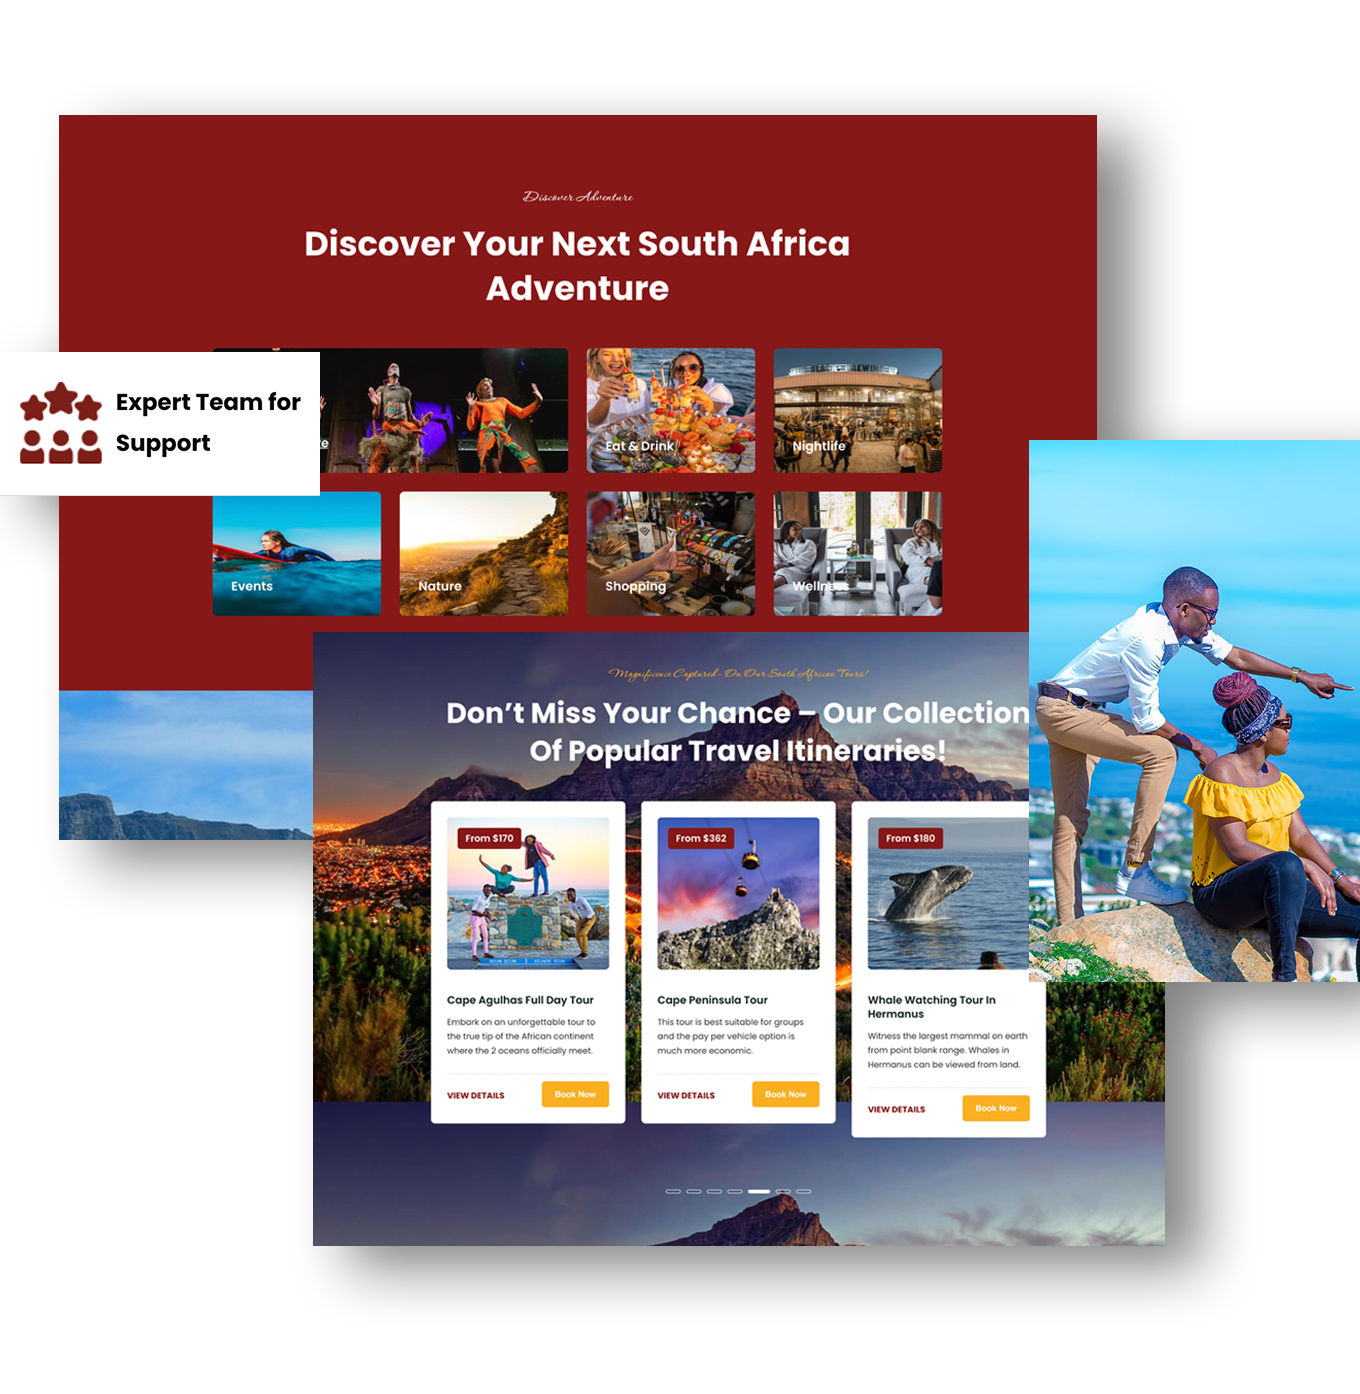 Discover Adventure
Discover Your Next South Africa
Adventure
Expert Team for
Support
te
Eat & Drink
Nightlife
Events
Nature
Shopping
Wellness
Magnificence Captured- On Our South African Tours!
Don’t Miss Your Chance – Our Collection
Of Popular Travel Itineraries!
From $170
From $362
From $180
Cape Agulhas Full Day Tour
Embark on an unforgettable tour to
the true tip of the African continent
where the 2 oceans officially meet.
VIEW DETAILS
Book Now
Cape Peninsula Tour
This tour is best suitable for groups
and the pay per vehicle option is
much more economic.
VIEW DETAILS
Book Now
Whale Watching Tour In
Hermanus
Witness the largest mammal on earth
from point blank range. Whales in
Hermanus can be viewed from land.
VIEW DETAILS
Book Now